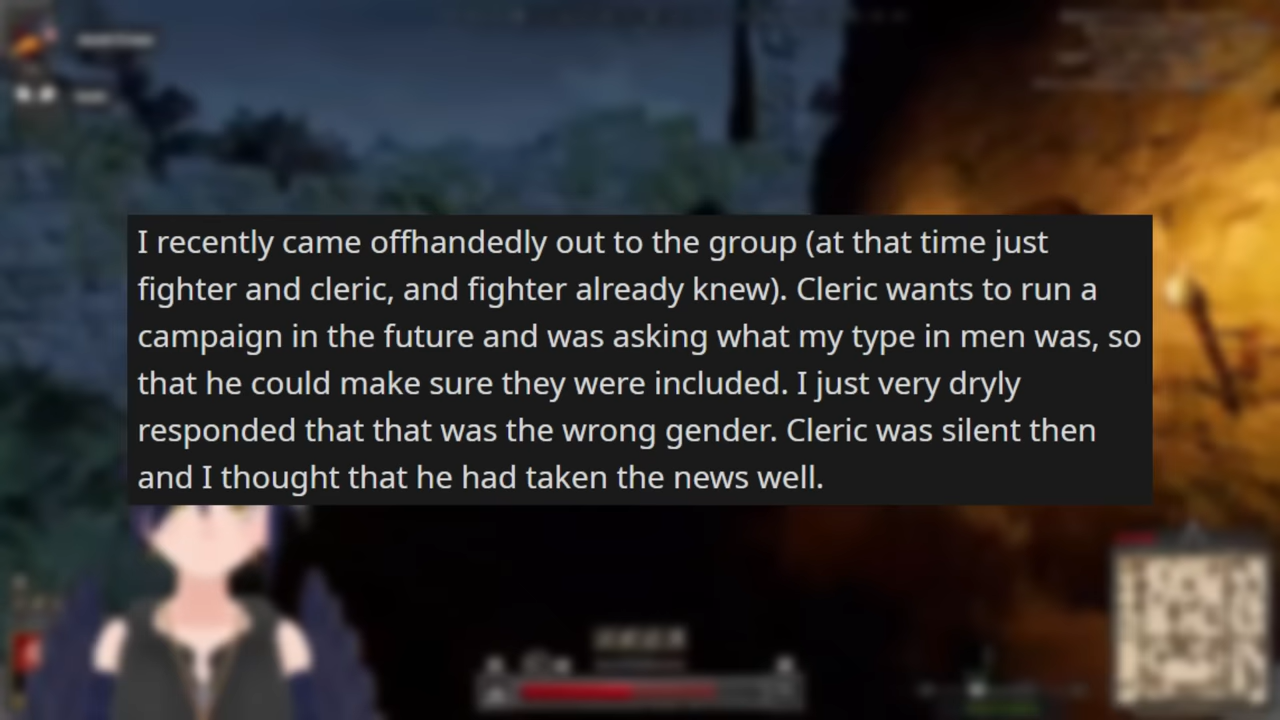 I recently came offhandedly out to the group (at that time just
fighter and cleric, and fighter already knew). Cleric wants to run a
campaign in the future and was asking what my type in men was, so
that he could make sure they were included. I just very dryly
responded that that was the wrong gender. Cleric was silent then
and I thought that he had taken the news well.